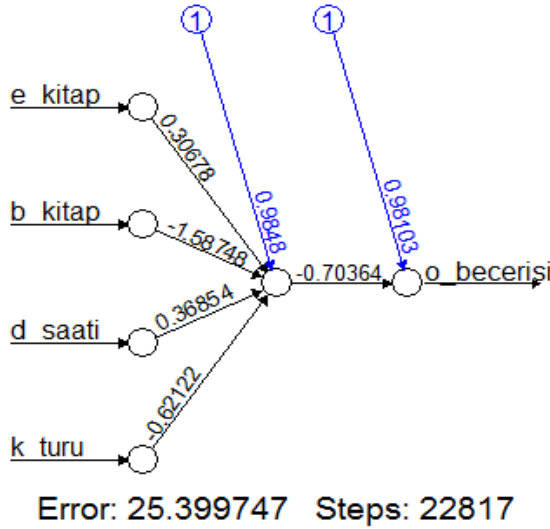 1 1
e_kitap
0.30678
b_kitap
-1.58748
0.9848
0.98103
-0.70364
o_becerisi
d_saati
0.36854
-0.62122
k_turu
Error: 25.399747 Steps: 22817